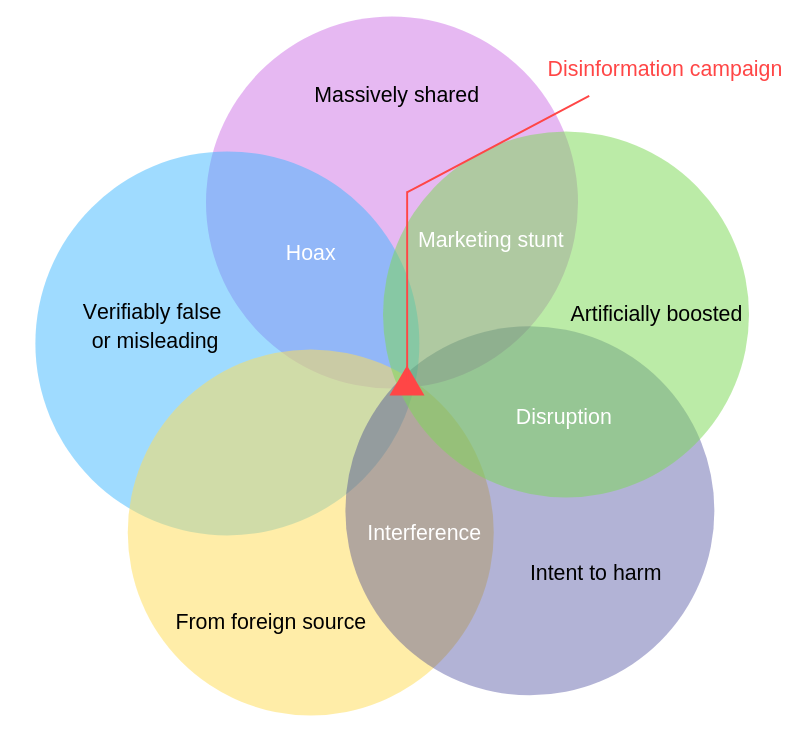 Disinformation campaign
Massively shared
Marketing stunt
Hoax
Verifiably false
or misleading
Artificially boosted
Disruption
Interference
Intent to harm
From foreign source